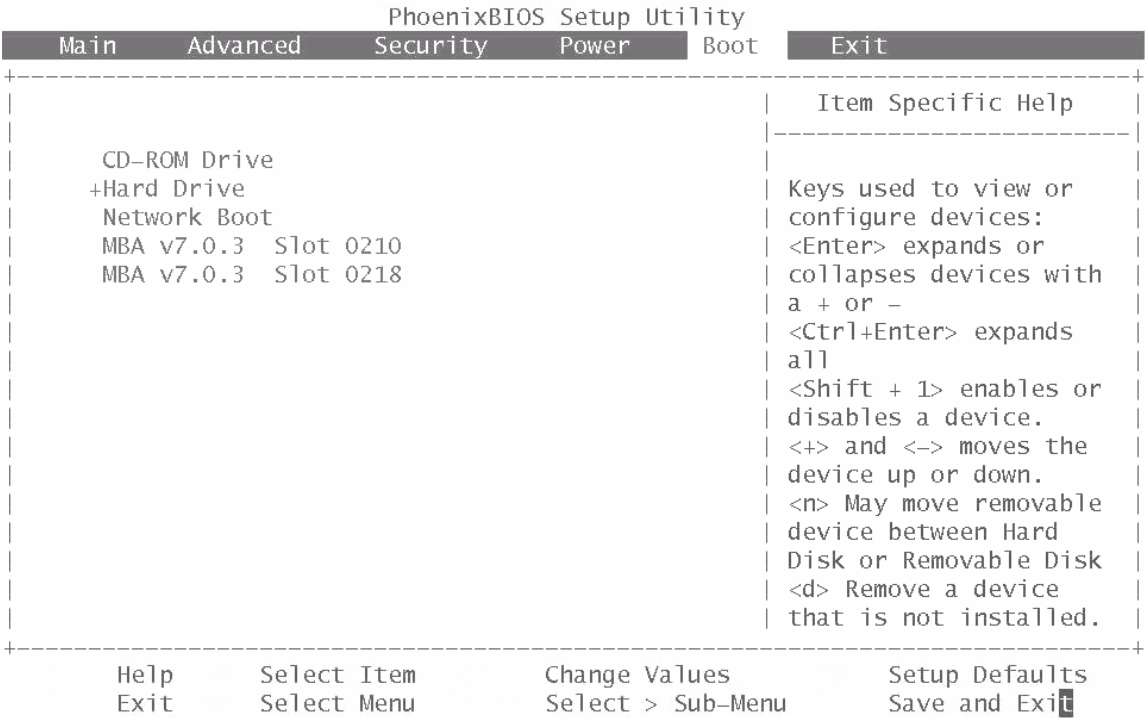 PhoenixBIOS Setup Utility
Main Advanced Security Power Boot Exit
Item Specific Help
CD-ROM Drive
+Hard Drive
Network Boot
MBA v7.0.3 Slot 0210
MBA v7.0.3 Slot 0218
Keys used to view or
configure devices:
<Enter> expands or
collapses devices with
a + or -
<Ctrl+Enter> expands
all
<Shift + 1> enables or
disables a device.
<+> and <-> moves the
device up or down.
<n> May move removable
device between Hard
Disk or Removable Disk
<d> Remove a device
that is not installed.
Help Select Item Change Values Setup Defaults
Exit Select Menu Select > Sub-Menu Save and Exit